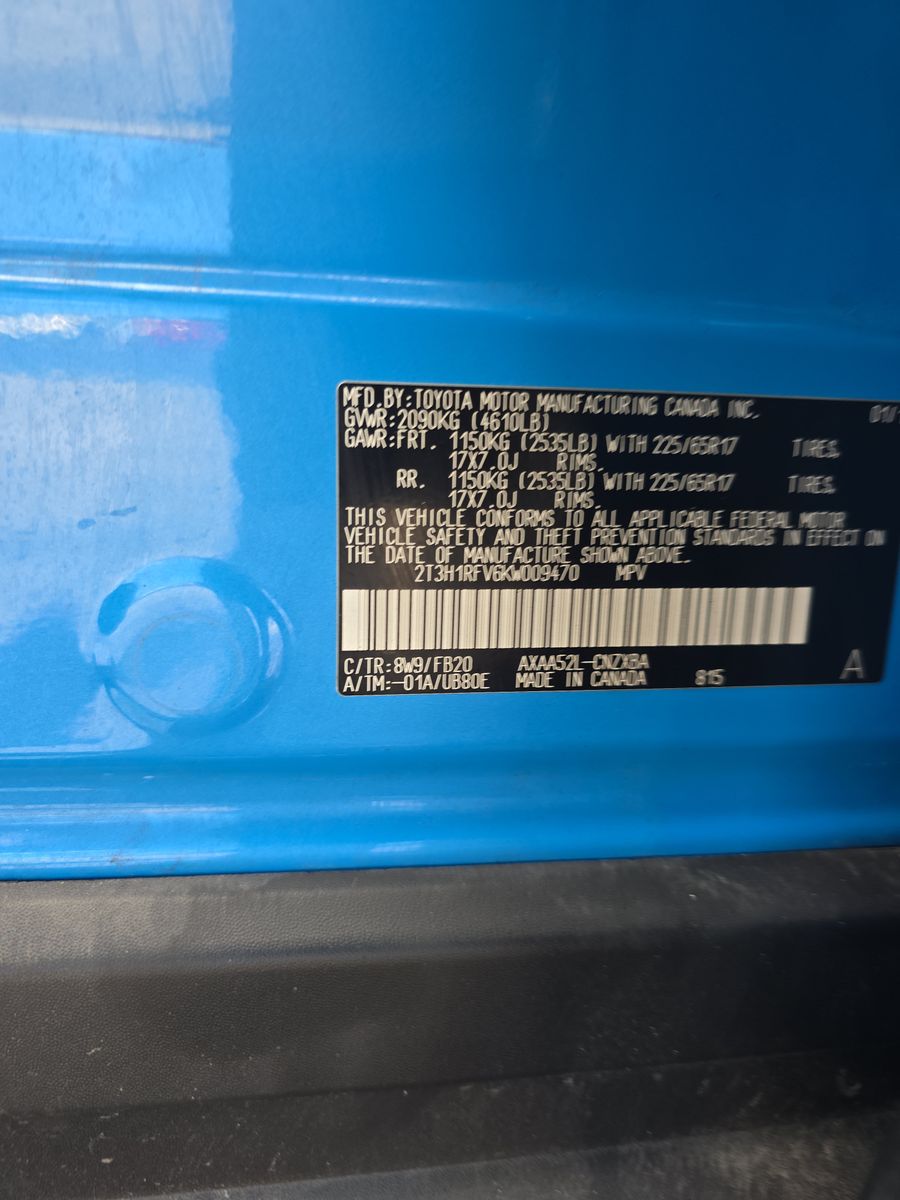 MFD.BY:TOYOTA MOTOR MANUFACTURING CANADA INC. 01/
GVWR:2090KG (4610LB)
GAWR:FRT. 1150KG (2535LB) WITH 225/65R17 TIRES.
17X7.0J RIMS.
RR. 1150KG (2535LB) WITH 225/65R17 TIRES.
17X7.0J RIMS.
THIS VEHICLE CONFORMS TO ALL APPLICABLE FEDERAL MOTOR
VEHICLE SAFETY AND THEFT PREVENTION STANDARDS IN EFFECT ON
THE DATE OF MANUFACTURE SHOWN ABOVE.
2T3H1RFV6KW009470 MPV
C/TR:8W9/FB20 AXAA52L-CNZXBA
A/TM:-01A/UB80E MADE IN CANADA 815 A